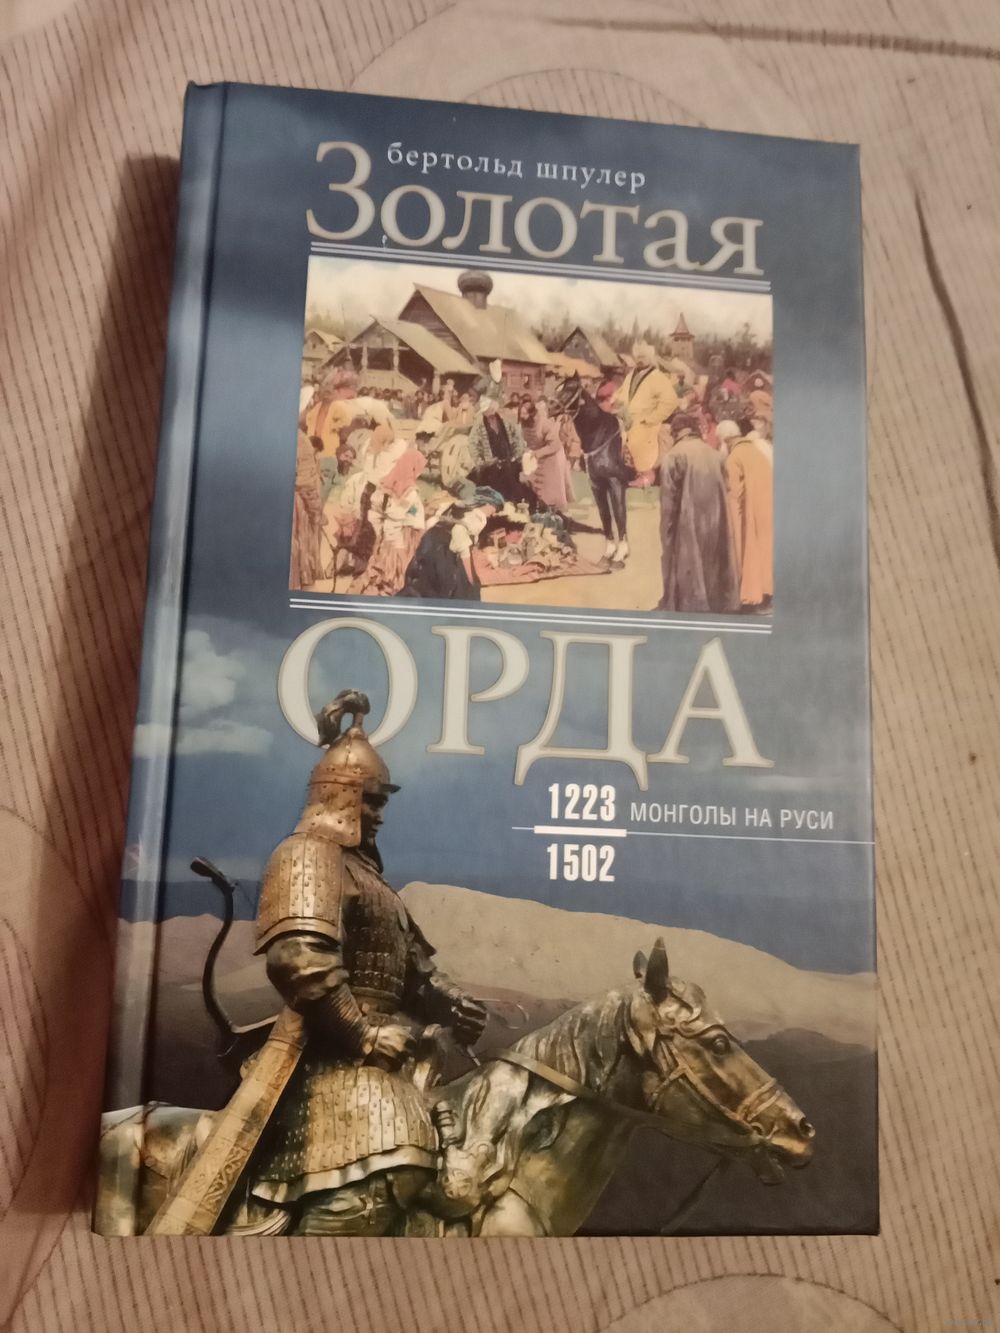 бертольд шпулер
Золотая
ОРДА
1223 МОНГОЛЫ НА РУСИ
1502